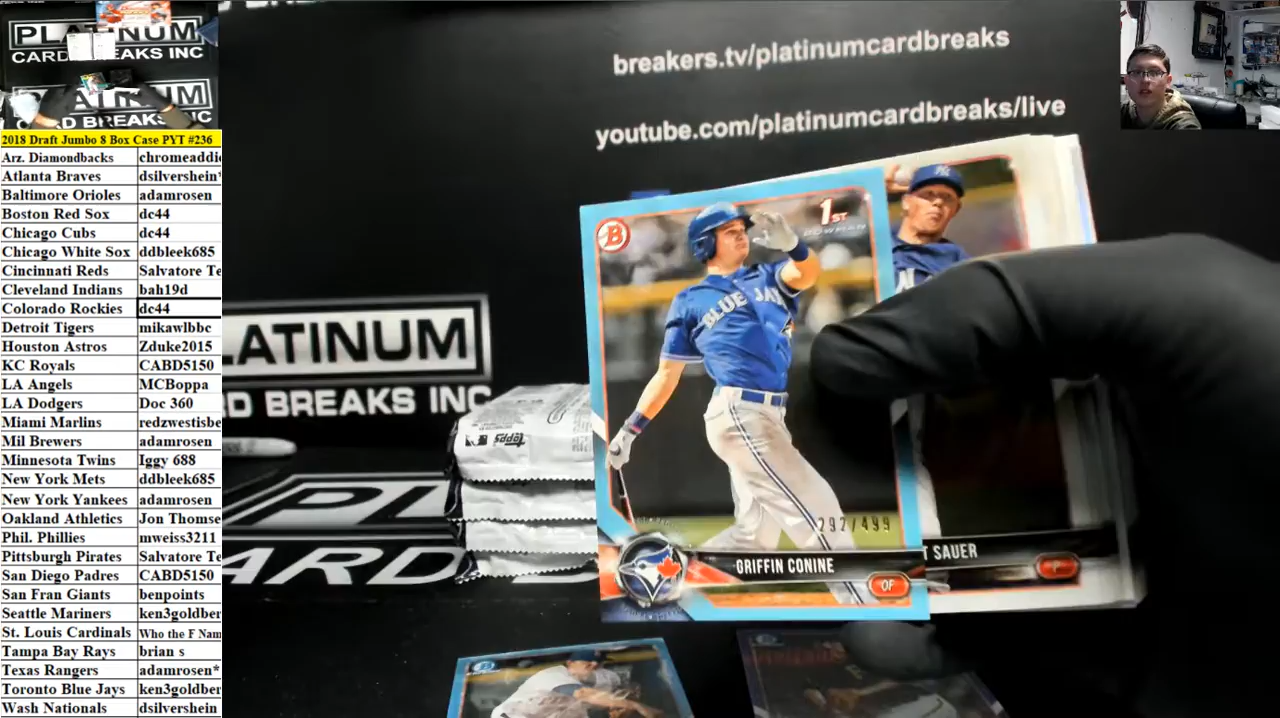 PLATINUM
CARD BREAKS INC
PLATINUM
CARD BREAKS INC
2018 Draft Jumbo 8 Box Case PYT #236
Arz. Diamondbacks chromeaddi
Atlanta Braves dsilvershein*
Baltimore Orioles adamrosen
Boston Red Sox dc44
Chicago Cubs dc44
Chicago White Sox ddbleek685
Cincinnati Reds Salvatore Te
Cleveland Indians bah19d
Colorado Rockies dc44
Detroit Tigers mikawlbbc
Houston Astros Zduke2015
KC Royals CABD5150
LA Angels MCBoppa
LA Dodgers Doc 360
Miami Marlins redzwestisbe
Mil Brewers adamrosen
Minnesota Twins Iggy 688
New York Mets ddbleek685
New York Yankees adamrosen
Oakland Athletics Jon Thomse
Phil. Phillies mweiss3211
Pittsburgh Pirates Salvatore Te
San Diego Padres CABD5150
San Fran Giants benpoints
Seattle Mariners ken3goldber
St. Louis Cardinals Who the F Nam
Tampa Bay Rays brian s
Texas Rangers adamrosen*
Toronto Blue Jays ken3goldber
Wash Nationals dsilvershein
breakers.tv/platinumcardbreaks
youtube.com/platinumcardbreaks/live
LATINUM
D BREAKS INC
PL
CARD
topps
B
1ST
BOWMAN
BLUE JAY
292/499
GRIFFIN CONINE
OF
T SAUER
P